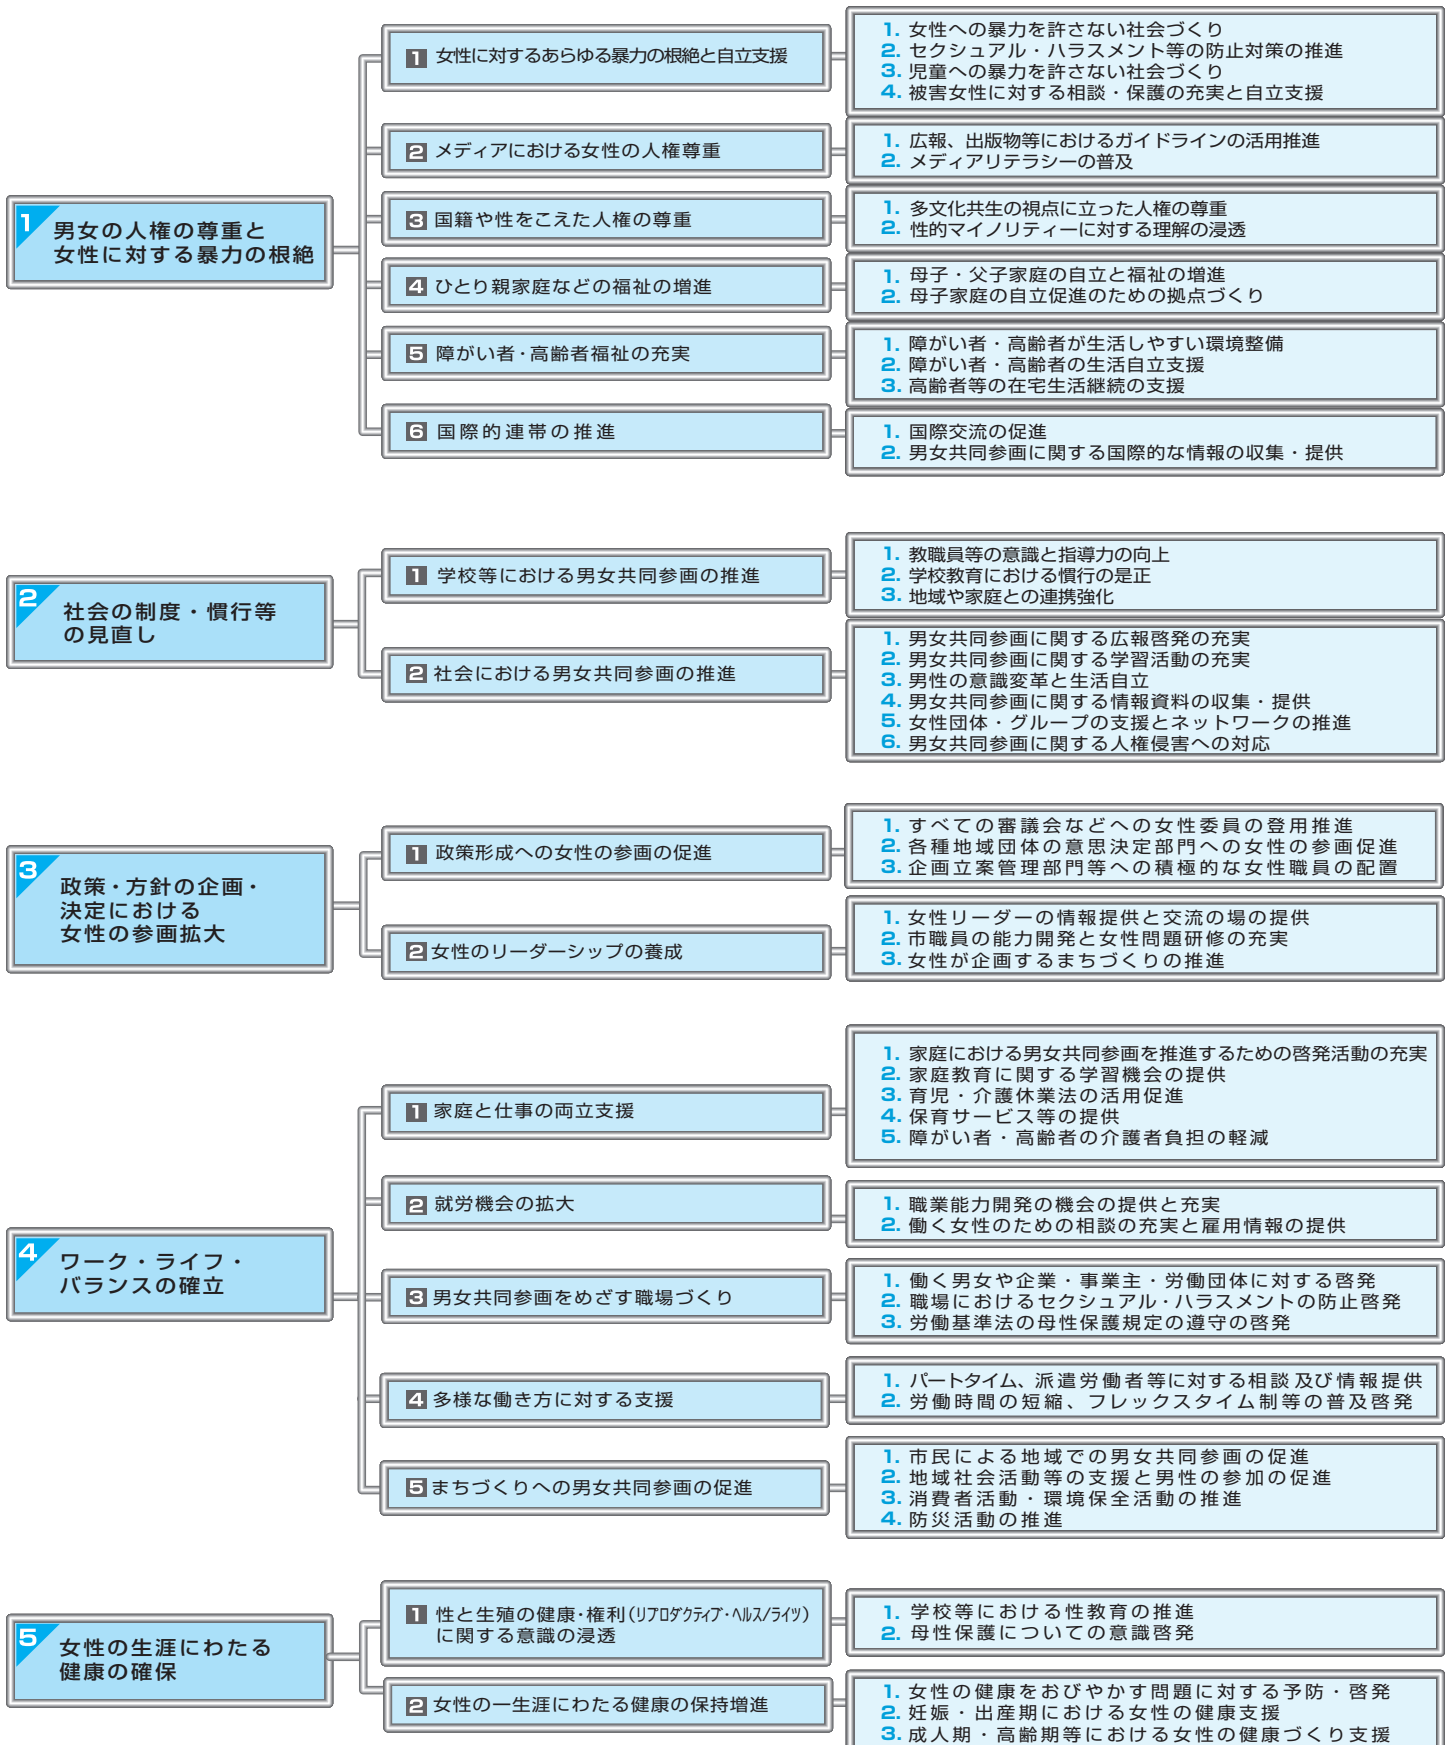 1 男女の人権の尊重と
女性に対する暴力の根絶
1 女性に対するあらゆる暴力の根絶と自立支援
1. 女性への暴力を許さない社会づくり
2. セクシュアル・ハラスメント等の防止対策の推進
3. 児童への暴力を許さない社会づくり
4. 被害女性に対する相談・保護の充実と自立支援
2 メディアにおける女性の人権尊重
1. 広報、出版物等におけるガイドラインの活用推進
2. メディアリテラシーの普及
3 国籍や性をこえた人権の尊重
1. 多文化共生の視点に立った人権の尊重
2. 性的マイノリティーに対する理解の浸透
4 ひとり親家庭などの福祉の増進
1. 母子・父子家庭の自立と福祉の増進
2. 母子家庭の自立促進のための拠点づくり
5 障がい者・高齢者福祉の充実
1. 障がい者・高齢者が生活しやすい環境整備
2. 障がい者・高齢者の生活自立支援
3. 高齢者等の在宅生活継続の支援
6 国際的連帯の推進
1. 国際交流の促進
2. 男女共同参画に関する国際的な情報の収集・提供
2 社会の制度・慣行等
の見直し
1 学校等における男女共同参画の推進
1. 教職員等の意識と指導力の向上
2. 学校教育における慣行の是正
3. 地域や家庭との連携強化
2 社会における男女共同参画の推進
1. 男女共同参画に関する広報啓発の充実
2. 男女共同参画に関する学習活動の充実
3. 男性の意識変革と生活自立
4. 男女共同参画に関する情報資料の収集・提供
5. 女性団体・グループの支援とネットワークの推進
6. 男女共同参画に関する人権侵害への対応
3 政策・方針の企画・
決定における
女性の参画拡大
1 政策形成への女性の参画の促進
1. すべての審議会などへの女性委員の登用推進
2. 各種地域団体の意思決定部門への女性の参画促進
3. 企画立案管理部門等への積極的な女性職員の配置
2 女性のリーダーシップの養成
1. 女性リーダーの情報提供と交流の場の提供
2. 市職員の能力開発と女性問題研修の充実
3. 女性が企画するまちづくりの推進
4 ワーク・ライフ・
バランスの確立
1 家庭と仕事の両立支援
1. 家庭における男女共同参画を推進するための啓発活動の充実
2. 家庭教育に関する学習機会の提供
3. 育児・介護休業法の活用促進
4. 保育サービス等の提供
5. 障がい者・高齢者の介護者負担の軽減
2 就労機会の拡大
1. 職業能力開発の機会の提供と充実
2. 働く女性のための相談の充実と雇用情報の提供
3 男女共同参画をめざす職場づくり
1. 働く男女や企業・事業主・労働団体に対する啓発
2. 職場におけるセクシュアル・ハラスメントの防止啓発
3. 労働基準法の母性保護規定の遵守の啓発
4 多様な働き方に対する支援
1. パートタイム、派遣労働者等に対する相談及び情報提供
2. 労働時間の短縮、フレックスタイム制等の普及啓発
5 まちづくりへの男女共同参画の促進
1. 市民による地域での男女共同参画の促進
2. 地域社会活動等の支援と男性の参加の促進
3. 消費者活動・環境保全活動の推進
4. 防災活動の推進
5 女性の生涯にわたる
健康の確保
1 性と生殖の健康・権利(リプロダクティブ・ヘルス/ライツ)
に関する意識の浸透
1. 学校等における性教育の推進
2. 母性保護についての意識啓発
2 女性の一生涯にわたる健康の保持増進
1. 女性の健康をおびやかす問題に対する予防・啓発
2. 妊娠・出産期における女性の健康支援
3. 成人期・高齢期等における女性の健康づくり支援